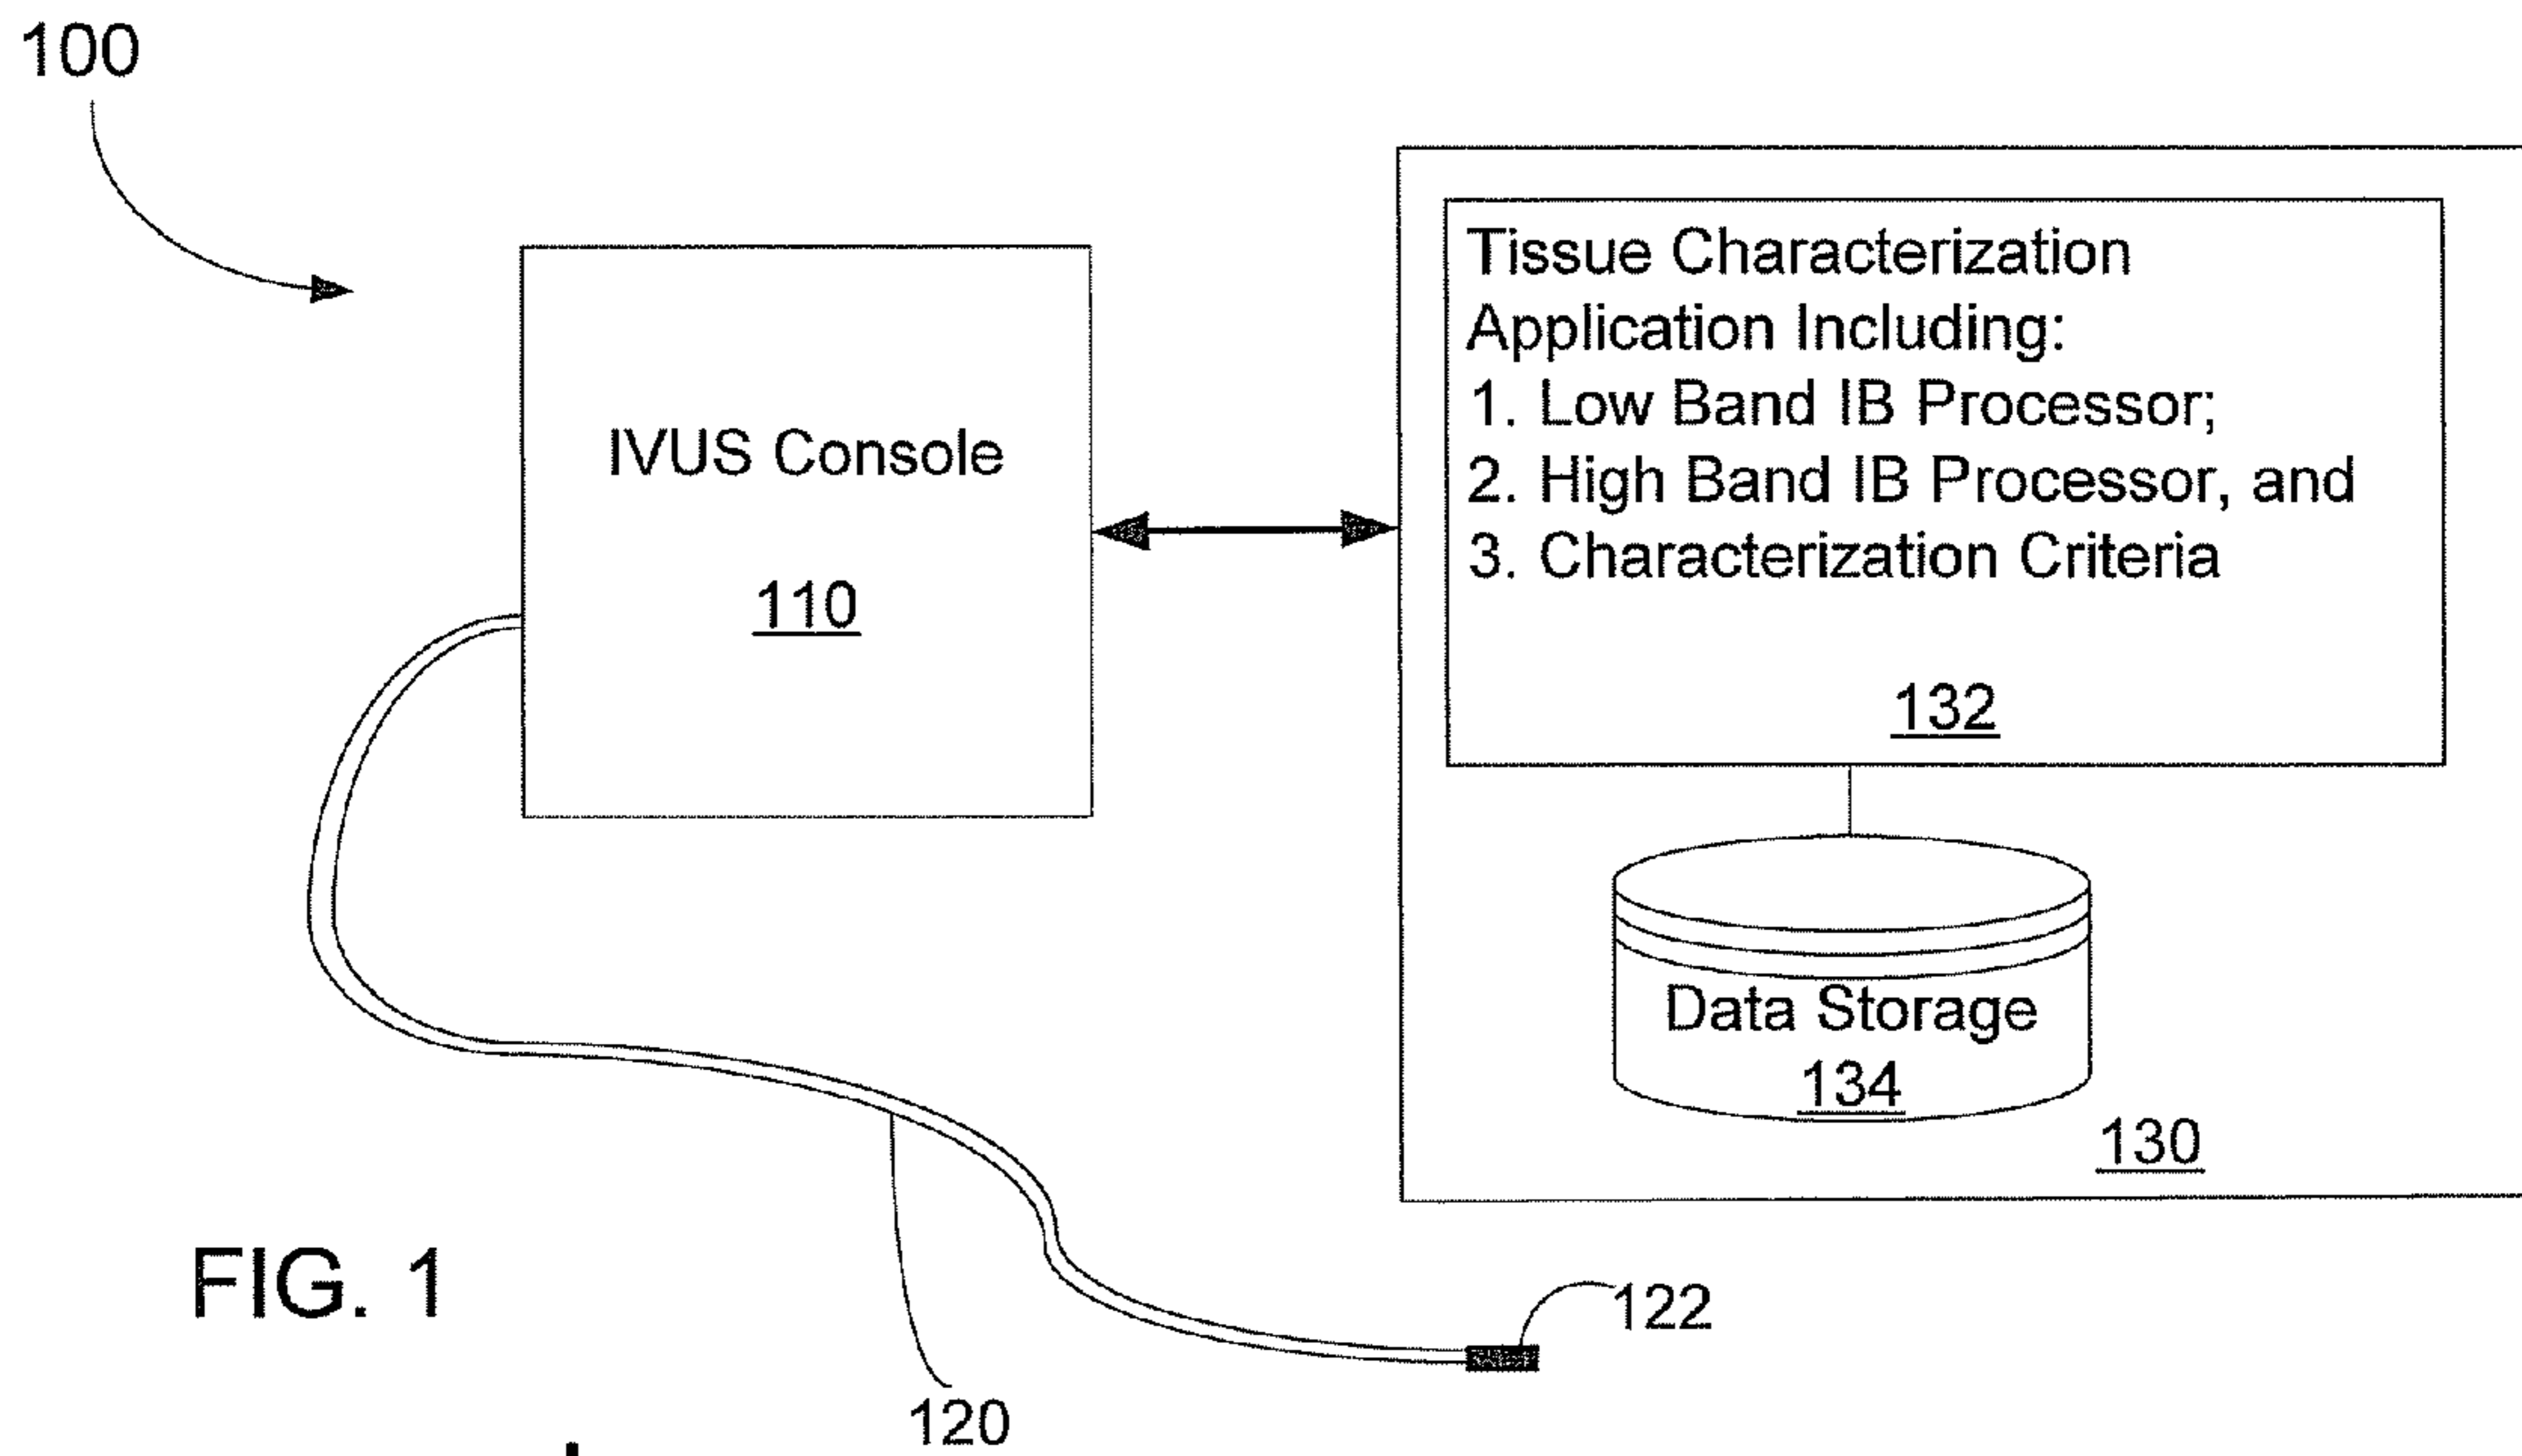 100
IVUS Console
110
Tissue Characterization
Application Including:
1. Low Band IB Processor;
2. High Band IB Processor, and
3. Characterization Criteria
132
Data Storage
134
130
FIG. 1
122
120